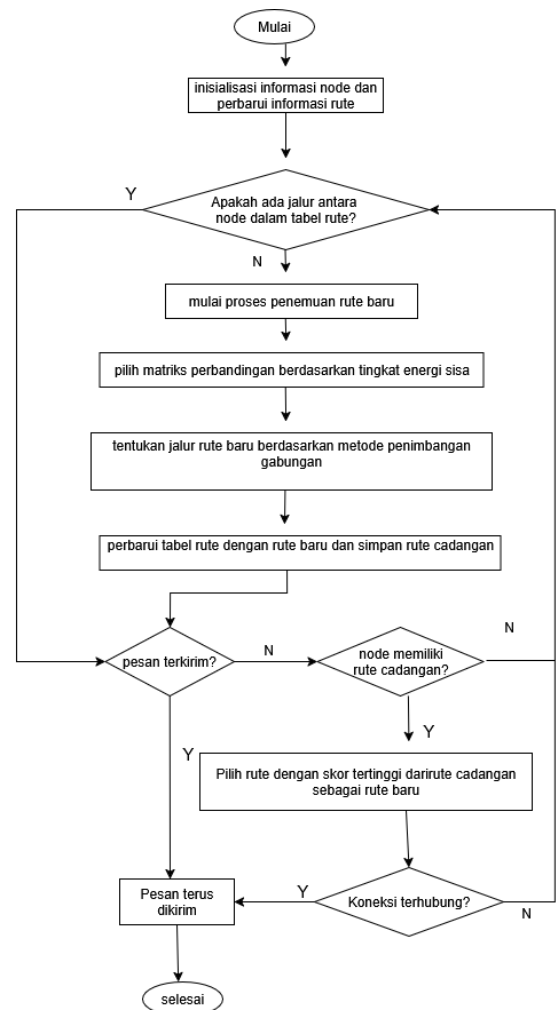 Mulai
inisialisasi informasi node dan
perbarui informasi rute
Y
Apakah ada jalur antara
node dalam tabel rute?
N
mulai proses penemuan rute baru
pilih matriks perbandingan berdasarkan tingkat energi sisa
tentukan jalur rute baru berdasarkan metode penimbangan
gabungan
perbarui tabel rute dengan rute baru dan simpan rute cadangan
pesan terkirim?
N
node memiliki
rute cadangan?
N
Y
Y
Pilih rute dengan skor tertinggi darirute cadangan
sebagai rute baru
Pesan terus
dikirim
Y
Koneksi terhubung?
N
selesai